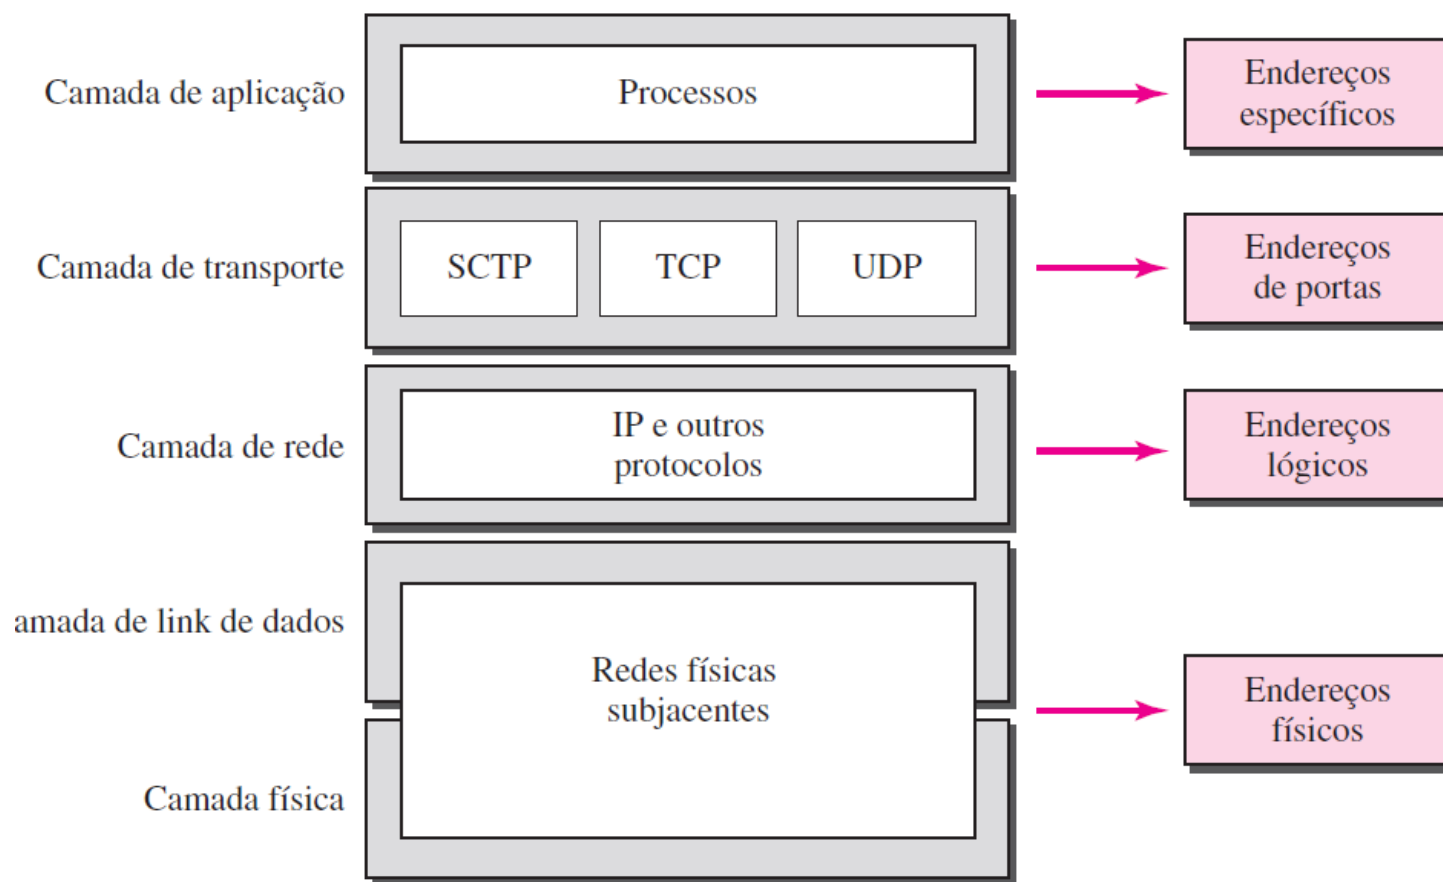 Camada de aplicação
Processos
Endereços
específicos
Camada de transporte
SCTP
TCP
UDP
Endereços
de portas
Camada de rede
IP e outros
protocolos
Endereços
lógicos
amada de link de dados
Redes físicas
subjacentes
Endereços
físicos
Camada física